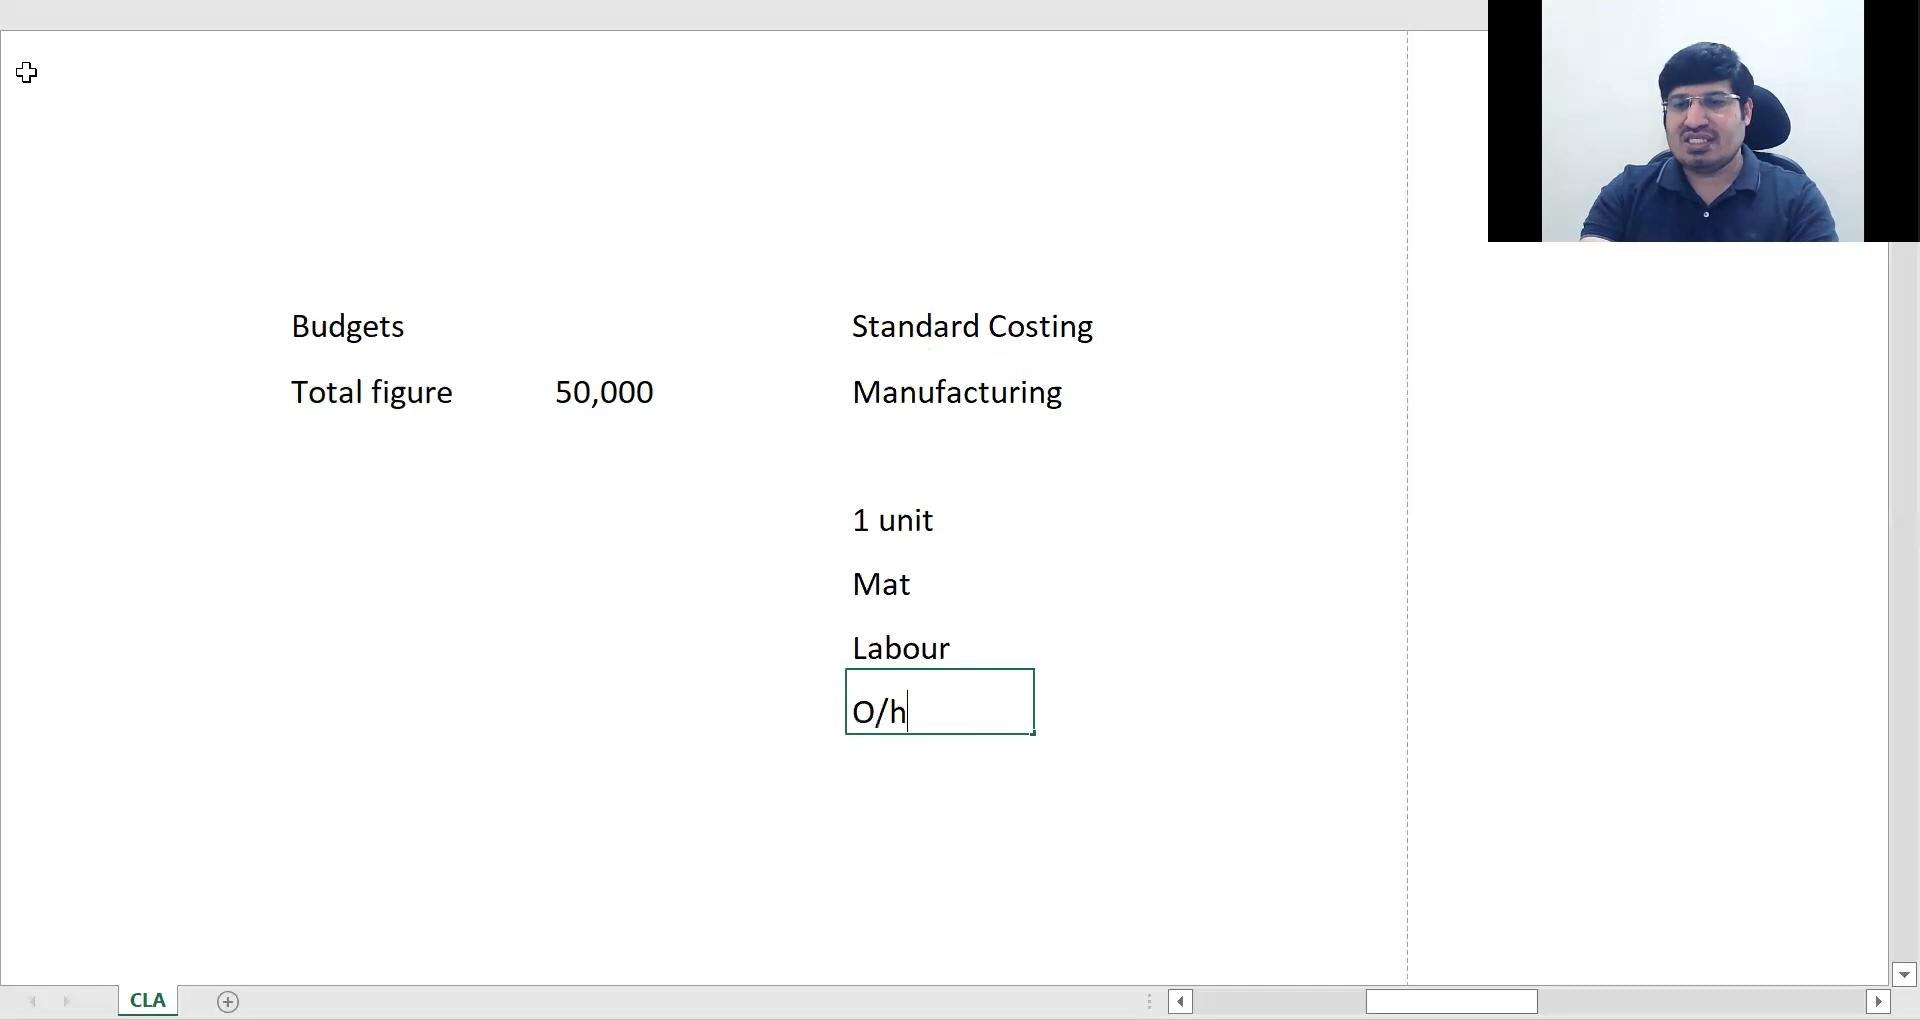 Budgets Standard Costing
Total figure 50,000 Manufacturing
1 unit
Mat
Labour
O/h
CLA